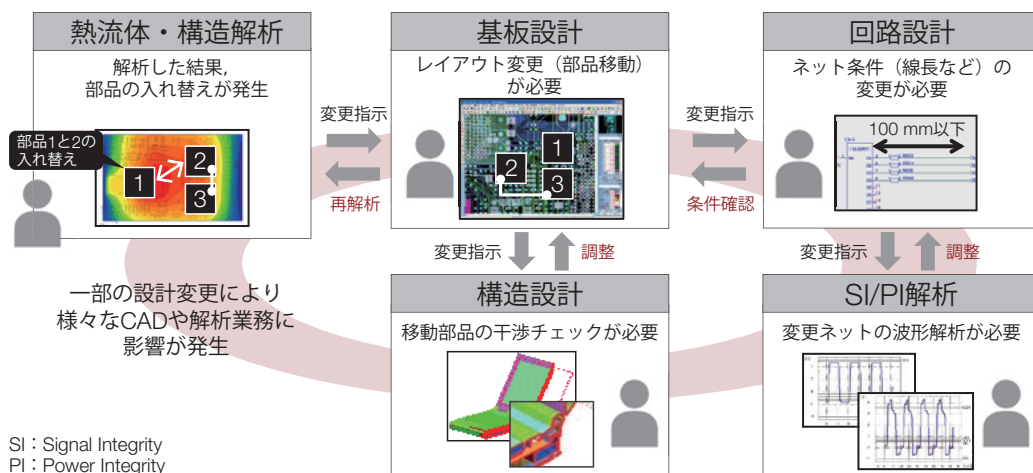 熱流体・構造解析
解析した結果，
部品の入れ替えが発生
部品1と2の
入れ替え
1
2
3
変更指示
再解析
基板設計
レイアウト変更（部品移動）
が必要
1
2
3
変更指示
条件確認
回路設計
ネット条件（線長など）の
変更が必要
100 mm以下
変更指示
調整
変更指示
調整
一部の設計変更により
様々なCADや解析業務に
影響が発生
構造設計
移動部品の干渉チェックが必要
SI/PI解析
変更ネットの波形解析が必要
SI：Signal Integrity
PI：Power Integrity